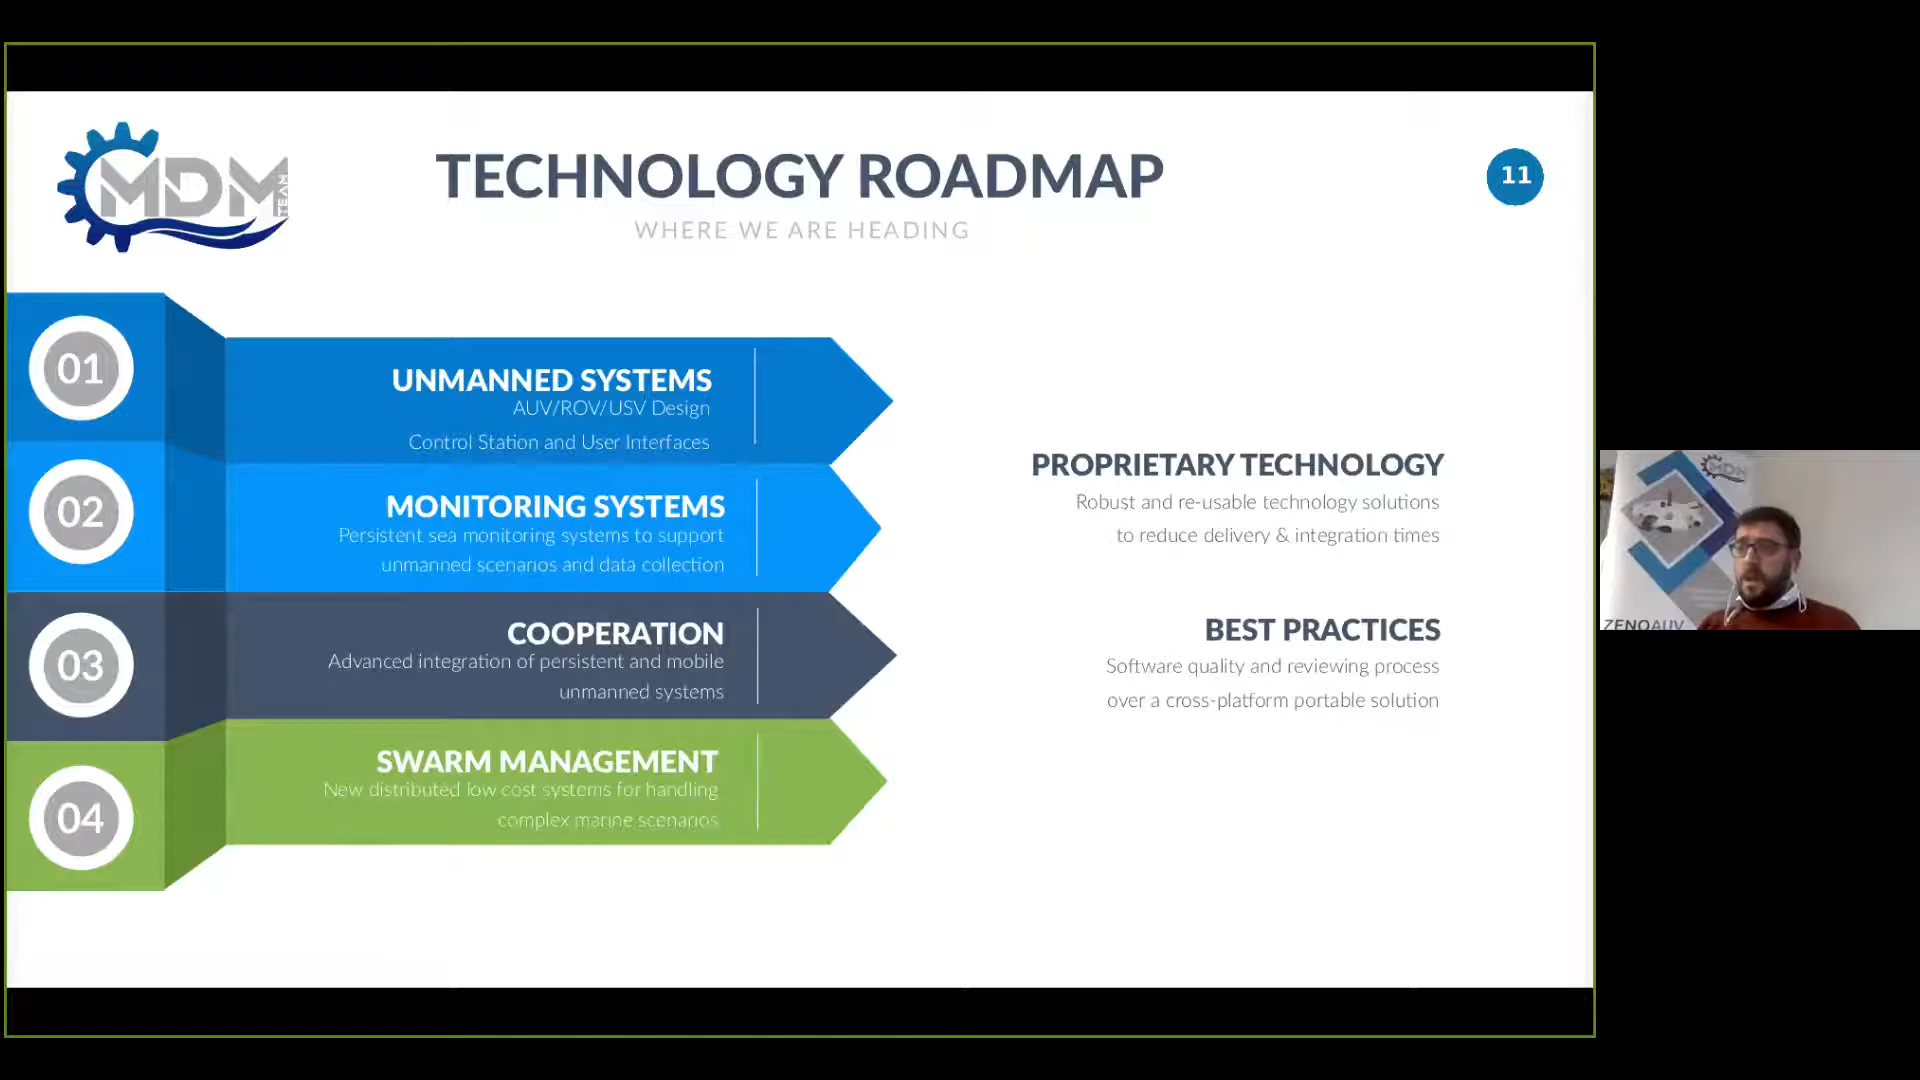 MDM
TEAM
TECHNOLOGY ROADMAP
WHERE WE ARE HEADING
11
01
UNMANNED SYSTEMS
AUV/ROV/USV Design
Control Station and User Interfaces
02
MONITORING SYSTEMS
Persistent sea monitoring systems to support
unmanned scenarios and data collection
03
COOPERATION
Advanced integration of persistent and mobile
unmanned systems
04
SWARM MANAGEMENT
New distributed low cost systems for handling
complex marine scenarios
PROPRIETARY TECHNOLOGY
Robust and re-usable technology solutions
to reduce delivery & integration times
BEST PRACTICES
Software quality and reviewing process
over a cross-platform portable solution
MDM
ZENOAUV